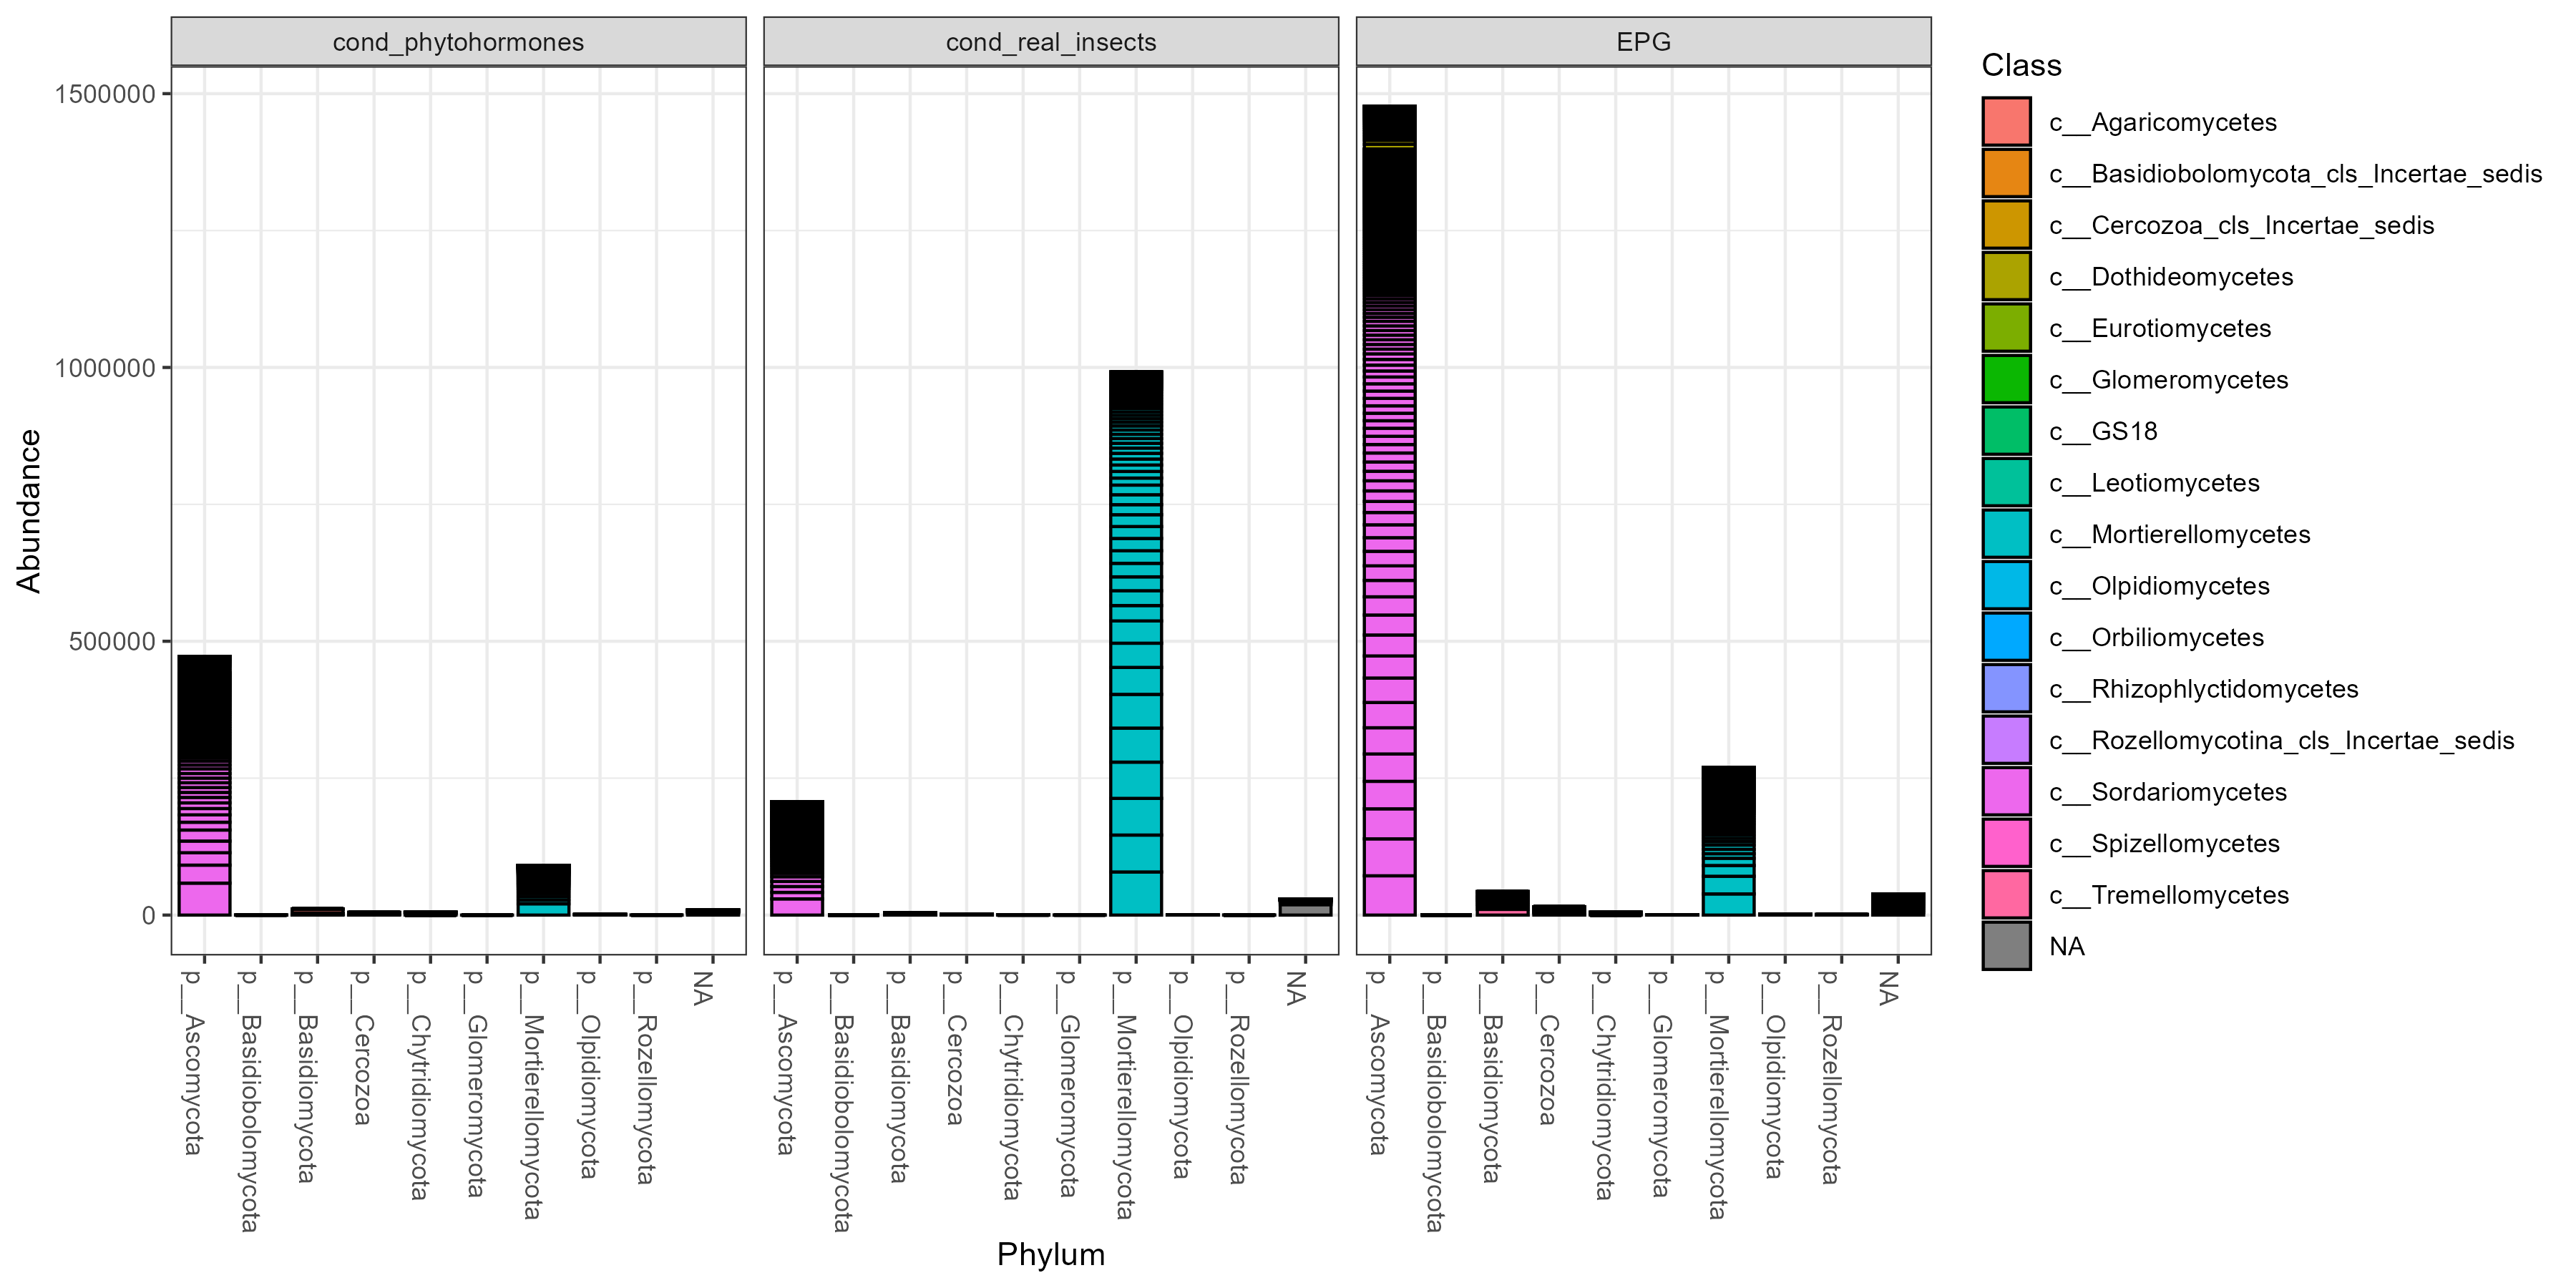 cond_phytohormones
cond_real_insects
EPG
Abundance
1500000
1000000
500000
0
p__Ascomycota
p__Basidiobolomycota
p__Basidiomycota
p__Cercozoa
p__Chytridiomycota
p__Glomeromycota
p__Mortierellomycota
p__Olpidiomycota
p__Rozellomycota
NA
p__Ascomycota
p__Basidiobolomycota
p__Basidiomycota
p__Cercozoa
p__Chytridiomycota
p__Glomeromycota
p__Mortierellomycota
p__Olpidiomycota
p__Rozellomycota
NA
p__Ascomycota
p__Basidiobolomycota
p__Basidiomycota
p__Cercozoa
p__Chytridiomycota
p__Glomeromycota
p__Mortierellomycota
p__Olpidiomycota
p__Rozellomycota
NA
Phylum
Class
c__Agaricomycetes
c__Basidiobolomycota_cls_Incertae_sedis
c__Cercozoa_cls_Incertae_sedis
c__Dothideomycetes
c__Eurotiomycetes
c__Glomeromycetes
c__GS18
c__Leotiomycetes
c__Mortierellomycetes
c__Olpidiomycetes
c__Orbiliomycetes
c__Rhizophlyctidomycetes
c__Rozellomycotina_cls_Incertae_sedis
c__Sordariomycetes
c__Spizellomycetes
c__Tremellomycetes
NA